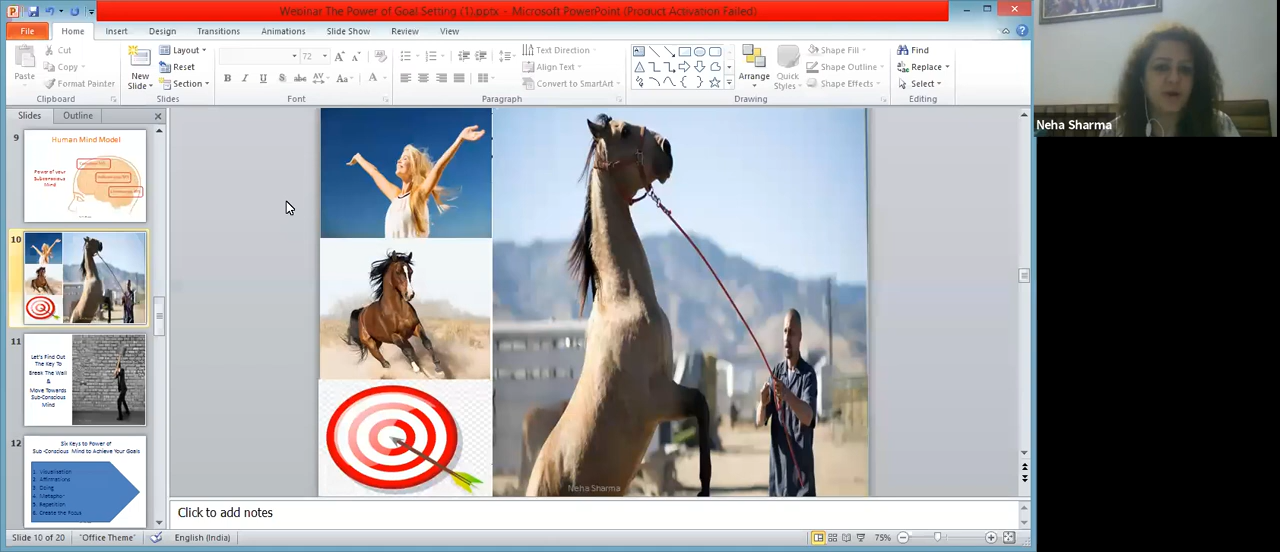 Webinar The Power of Goal Setting (1).pptx - Microsoft PowerPoint (Product Activation Failed)
File Home Insert Design Transitions Animations Slide Show Review View
Cut
Copy
Format Painter
Paste
Clipboard
New
Slide
Layout
Reset
Section
Slides
72
B I U S abc AV Aa A
Font
Text Direction
Align Text
Convert to SmartArt
Paragraph
Arrange
Quick
Styles
Shape Fill
Shape Outline
Shape Effects
Drawing
Find
Replace
Select
Editing
Neha Sharma
Slides Outline
9
Human Mind Model
Power of your
Subconscious
Mind
10
11
Let's Find Out
The Key To
Break The Wall
&
Move Towards
Sub-Conscious
Mind
12
Six Keys to Power of
Sub -Conscious Mind to Achieve Your Goals
1. Visualisation
2. Affirmations
3. Doing
4. Metaphor
5. Repetition
6. Create the Focus
Neha Sharma
Click to add notes
Slide 10 of 20 "Office Theme" English (India) 75%